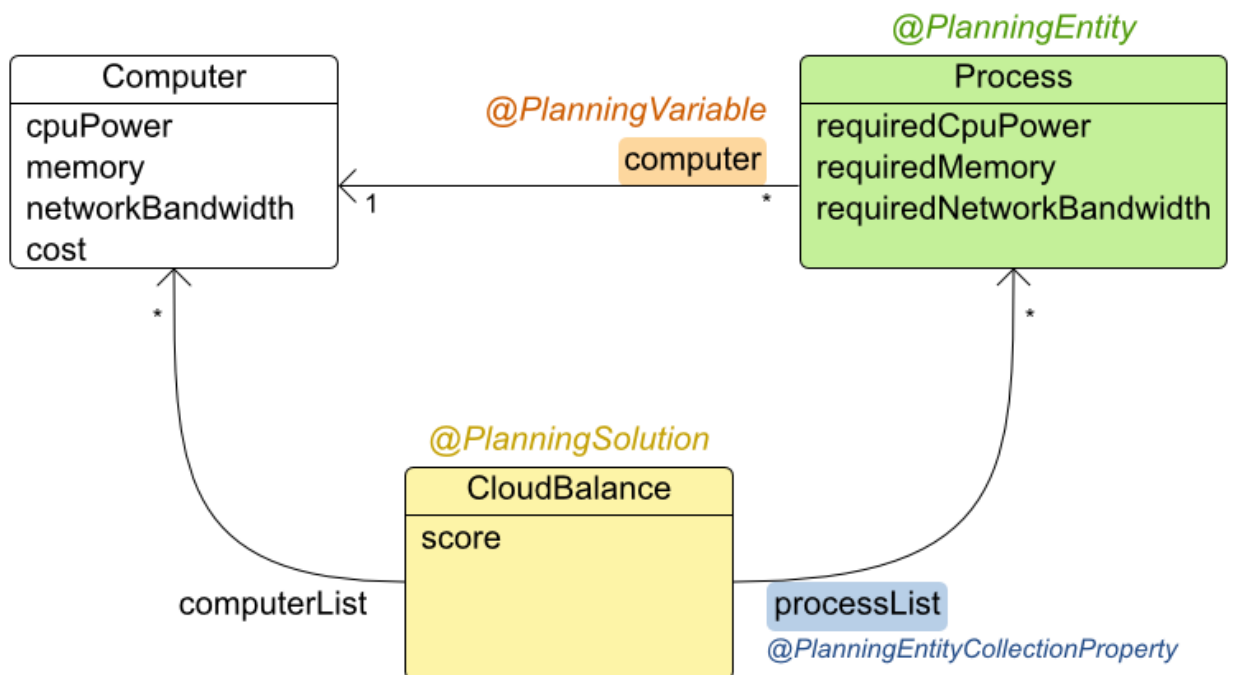 @PlanningEntity
Computer
Process
cpuPower
memory
networkBandwidth
cost
@PlanningVariable
computer
1
*
requiredCpuPower
requiredMemory
requiredNetworkBandwidth
*
*
@PlanningSolution
CloudBalance
score
computerList
processList
@PlanningEntityCollectionProperty